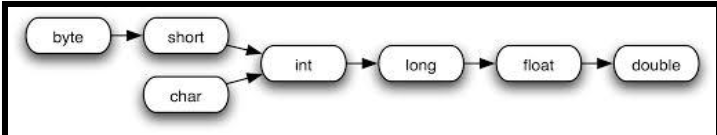 byte
short
int
long
float
double
char